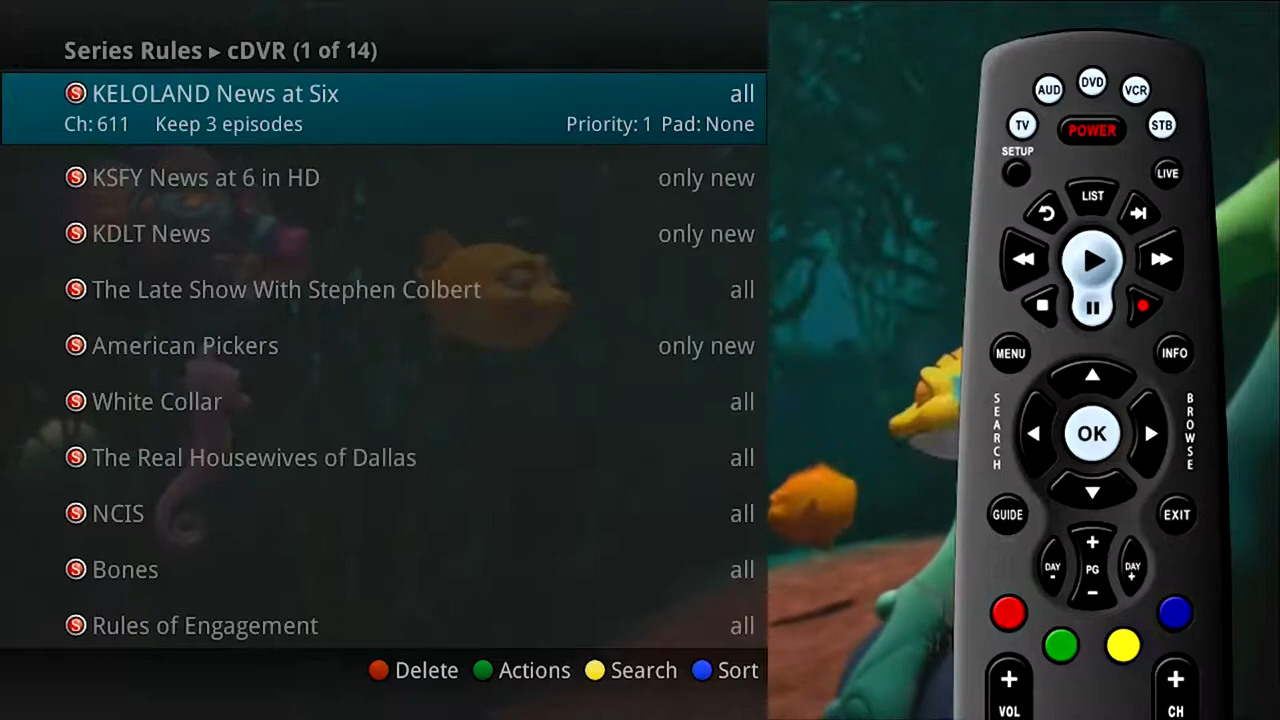 Series Rules ▸ cDVR (1 of 14)
S KELOLAND News at Six all
Ch: 611 Keep 3 episodes Priority: 1 Pad: None
S KSFY News at 6 in HD only new
S KDLT News only new
S The Late Show With Stephen Colbert all
S American Pickers only new
S White Collar all
S The Real Housewives of Dallas all
S NCIS all
S Bones all
S Rules of Engagement all
Delete Actions Search Sort
AUD DVD VCR
TV POWER STB
SETUP
LIVE
LIST
MENU INFO
SEARCH
OK
BROWSE
GUIDE EXIT
+
DAY - PG DAY +
-
+ +
VOL CH